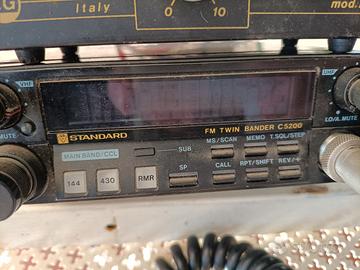 G
Italy
0
10
mod.
VHF
UHF
MUTE
LO/A. MUTE
STANDARD
FM TWIN BANDER C5200
MS/SCAN
MEMO
T.SQL/STEP
MAIN BAND/CCL
SUB
144
430
RMR
SP
CALL
RPT/SHIFT
REV/+